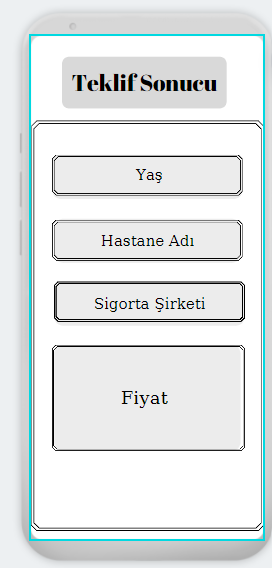 Teklif Sonucu
Yaş
Hastane Adı
Sigorta Şirketi
Fiyat